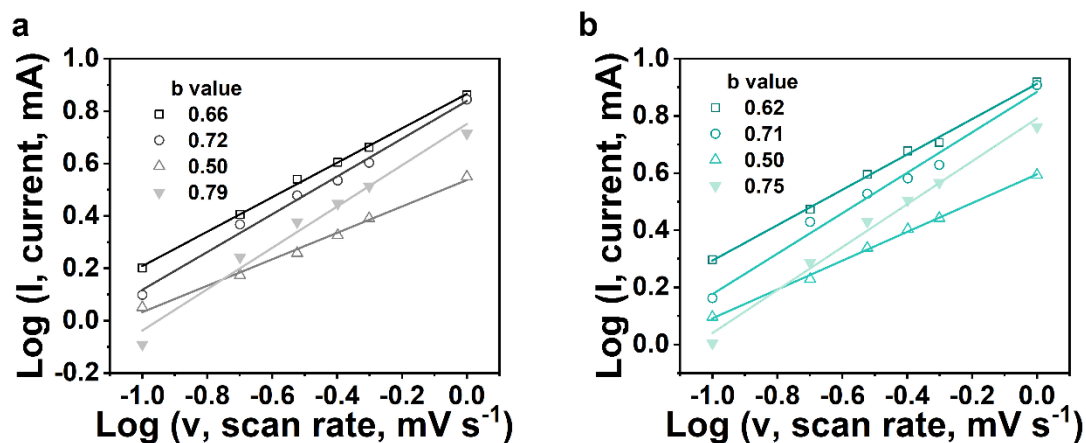 a
Log (I, current, mA)
1.0
0.8
0.6
0.4
0.2
0.0
-0.2
b value
0.66
0.72
0.50
0.79
-1.0 -0.8 -0.6 -0.4 -0.2 0.0
Log (v, scan rate, mV s⁻¹)
b
Log (I, current, mA)
1.0
0.8
0.6
0.4
0.2
0.0
b value
0.62
0.71
0.50
0.75
-1.0 -0.8 -0.6 -0.4 -0.2 0.0
Log (v, scan rate, mV s⁻¹)